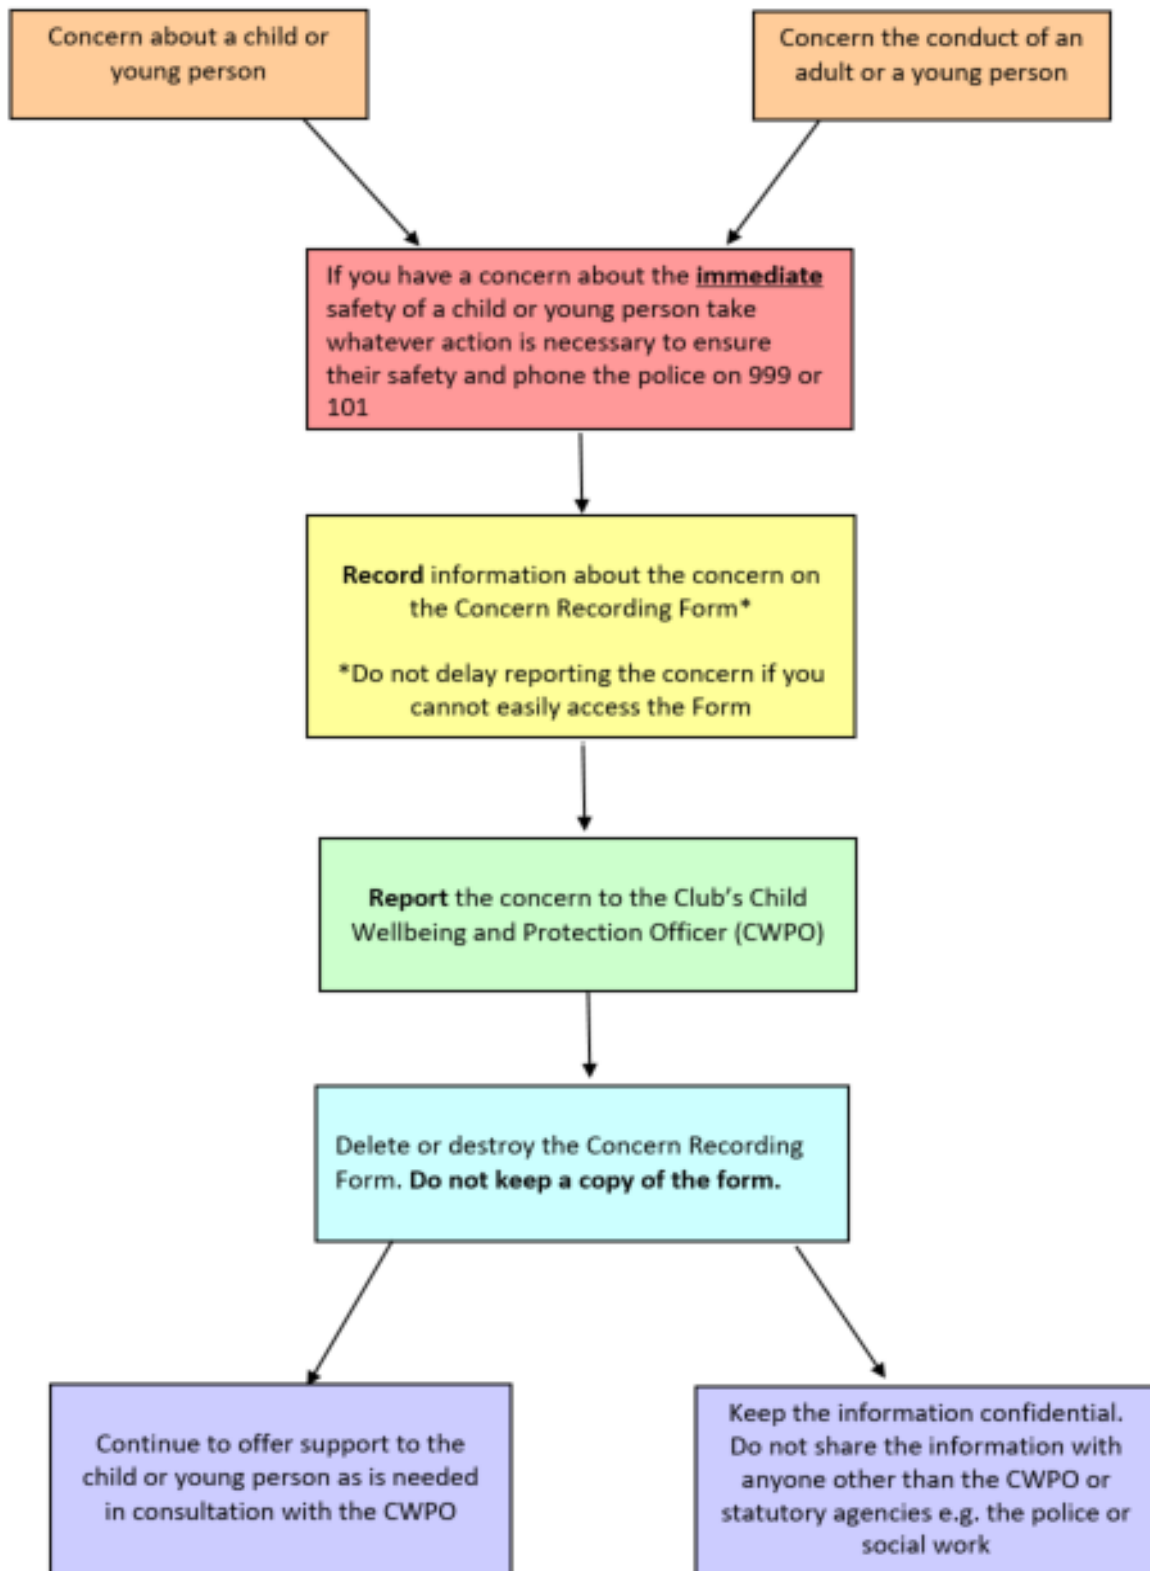 Concern about a child or
young person
Concern the conduct of an
adult or a young person
If you have a concern about the immediate
safety of a child or young person take
whatever action is necessary to ensure
their safety and phone the police on 999 or
101
Record information about the concern on
the Concern Recording Form*
*Do not delay reporting the concern if you
cannot easily access the Form
Report the concern to the Club's Child
Wellbeing and Protection Officer (CWPO)
Delete or destroy the Concern Recording
Form. Do not keep a copy of the form.
Continue to offer support to the
child or young person as is needed
in consultation with the CWPO
Keep the information confidential.
Do not share the information with
anyone other than the CWPO or
statutory agencies e.g. the police or
social work